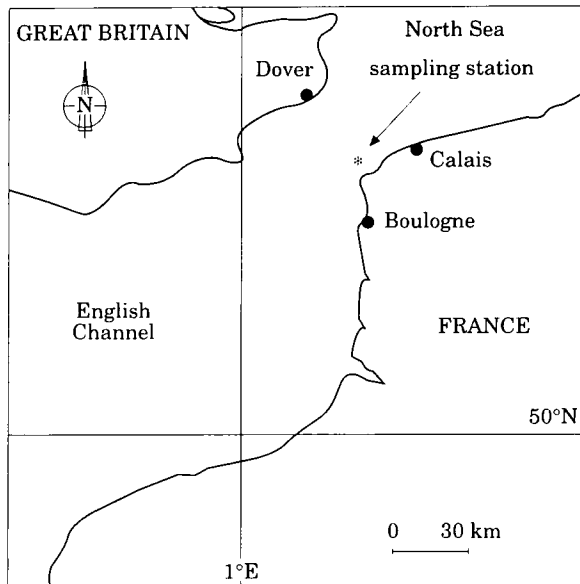 GREAT BRITAIN
North Sea
sampling station
Dover
N
*
Calais
Boulogne
English
Channel
FRANCE
50°N
0 30 km
1°E